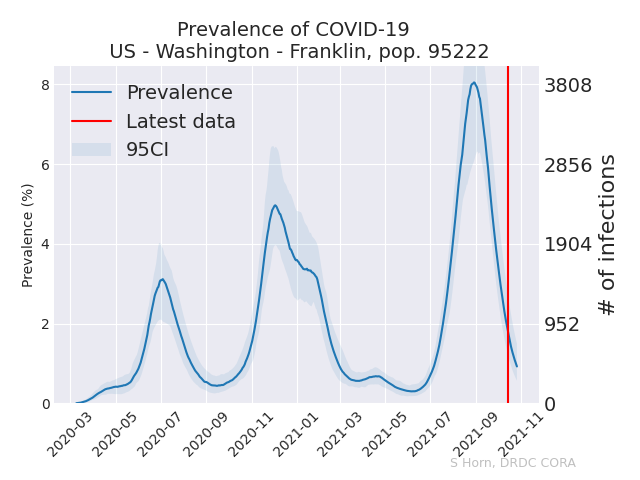 Prevalence of COVID-19
US - Washington - Franklin, pop. 95222
Prevalence
Latest data
95CI
Prevalence (%)
8
6
4
2
0
3808
2856
1904
952
0
# of infections
2020-03
2020-05
2020-07
2020-09
2020-11
2021-01
2021-03
2021-05
2021-07
2021-09
2021-11
S Horn, DRDC CORA